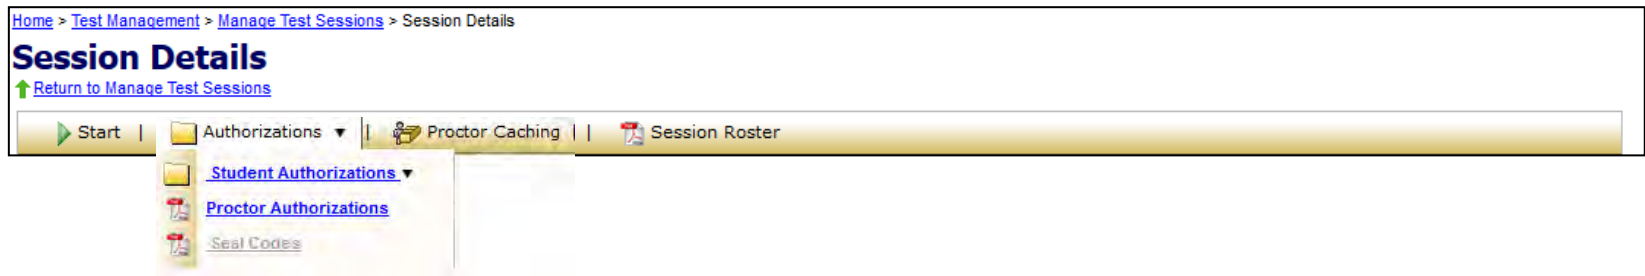 Home > Test Management > Manage Test Sessions > Session Details
Session Details
Return to Manage Test Sessions
Start | Authorizations ▼ | Proctor Caching | | Session Roster
Student Authorizations ▼
Proctor Authorizations
Seal Codes